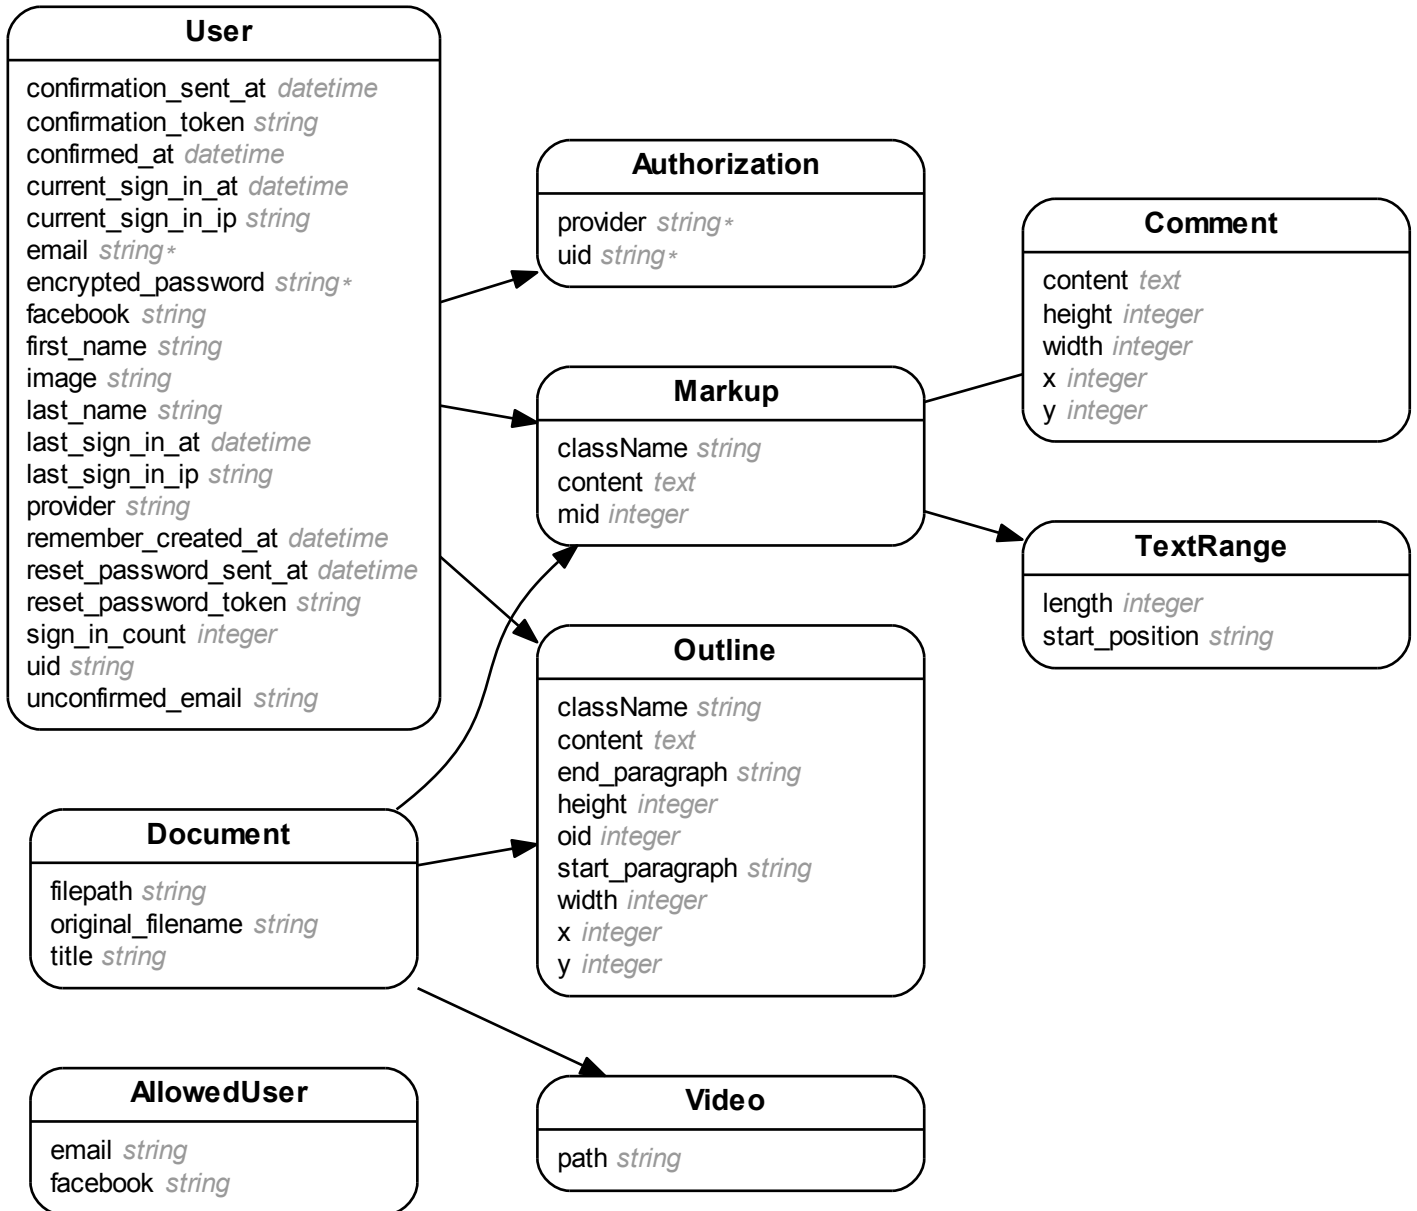 User
confirmation_sent_at datetime
confirmation_token string
confirmed_at datetime
current_sign_in_at datetime
current_sign_in_ip string
email string*
encrypted_password string*
facebook string
first_name string
image string
last_name string
last_sign_in_at datetime
last_sign_in_ip string
provider string
remember_created_at datetime
reset_password_sent_at datetime
reset_password_token string
sign_in_count integer
uid string
unconfirmed_email string
Document
filepath string
original_filename string
title string
AllowedUser
email string
facebook string
Authorization
provider string*
uid string*
Markup
className string
content text
mid integer
Outline
className string
content text
end_paragraph string
height integer
oid integer
start_paragraph string
width integer
x integer
y integer
Video
path string
Comment
content text
height integer
width integer
x integer
y integer
TextRange
length integer
start_position string